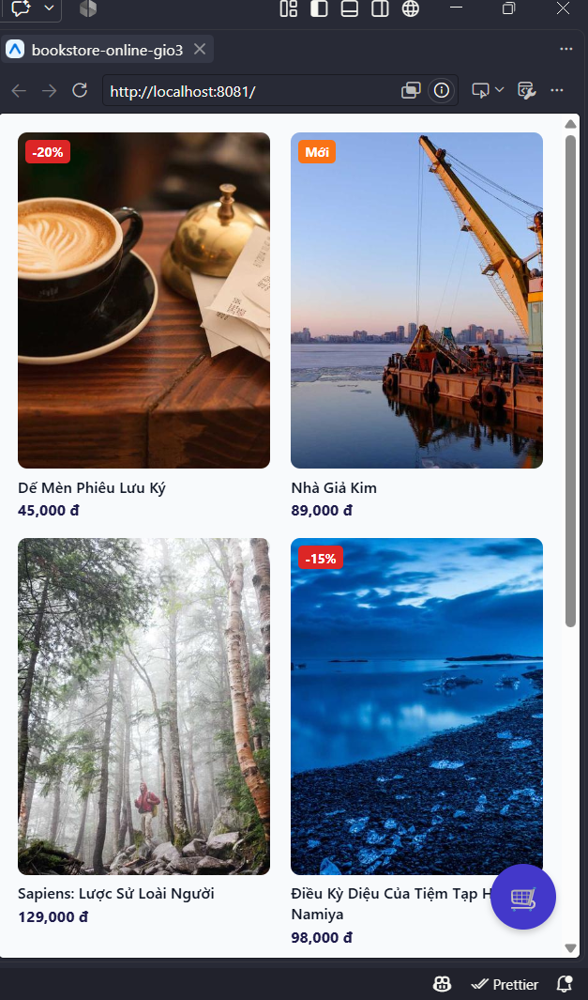 bookstore-online-gio3
http://localhost:8081/
-20%
Mới
Dế Mèn Phiêu Lưu Ký
45,000 đ
Nhà Giả Kim
89,000 đ
-15%
Sapiens: Lược Sử Loài Người
129,000 đ
Điều Kỳ Diệu Của Tiệm Tạp H
Namiya
98,000 đ
Prettier